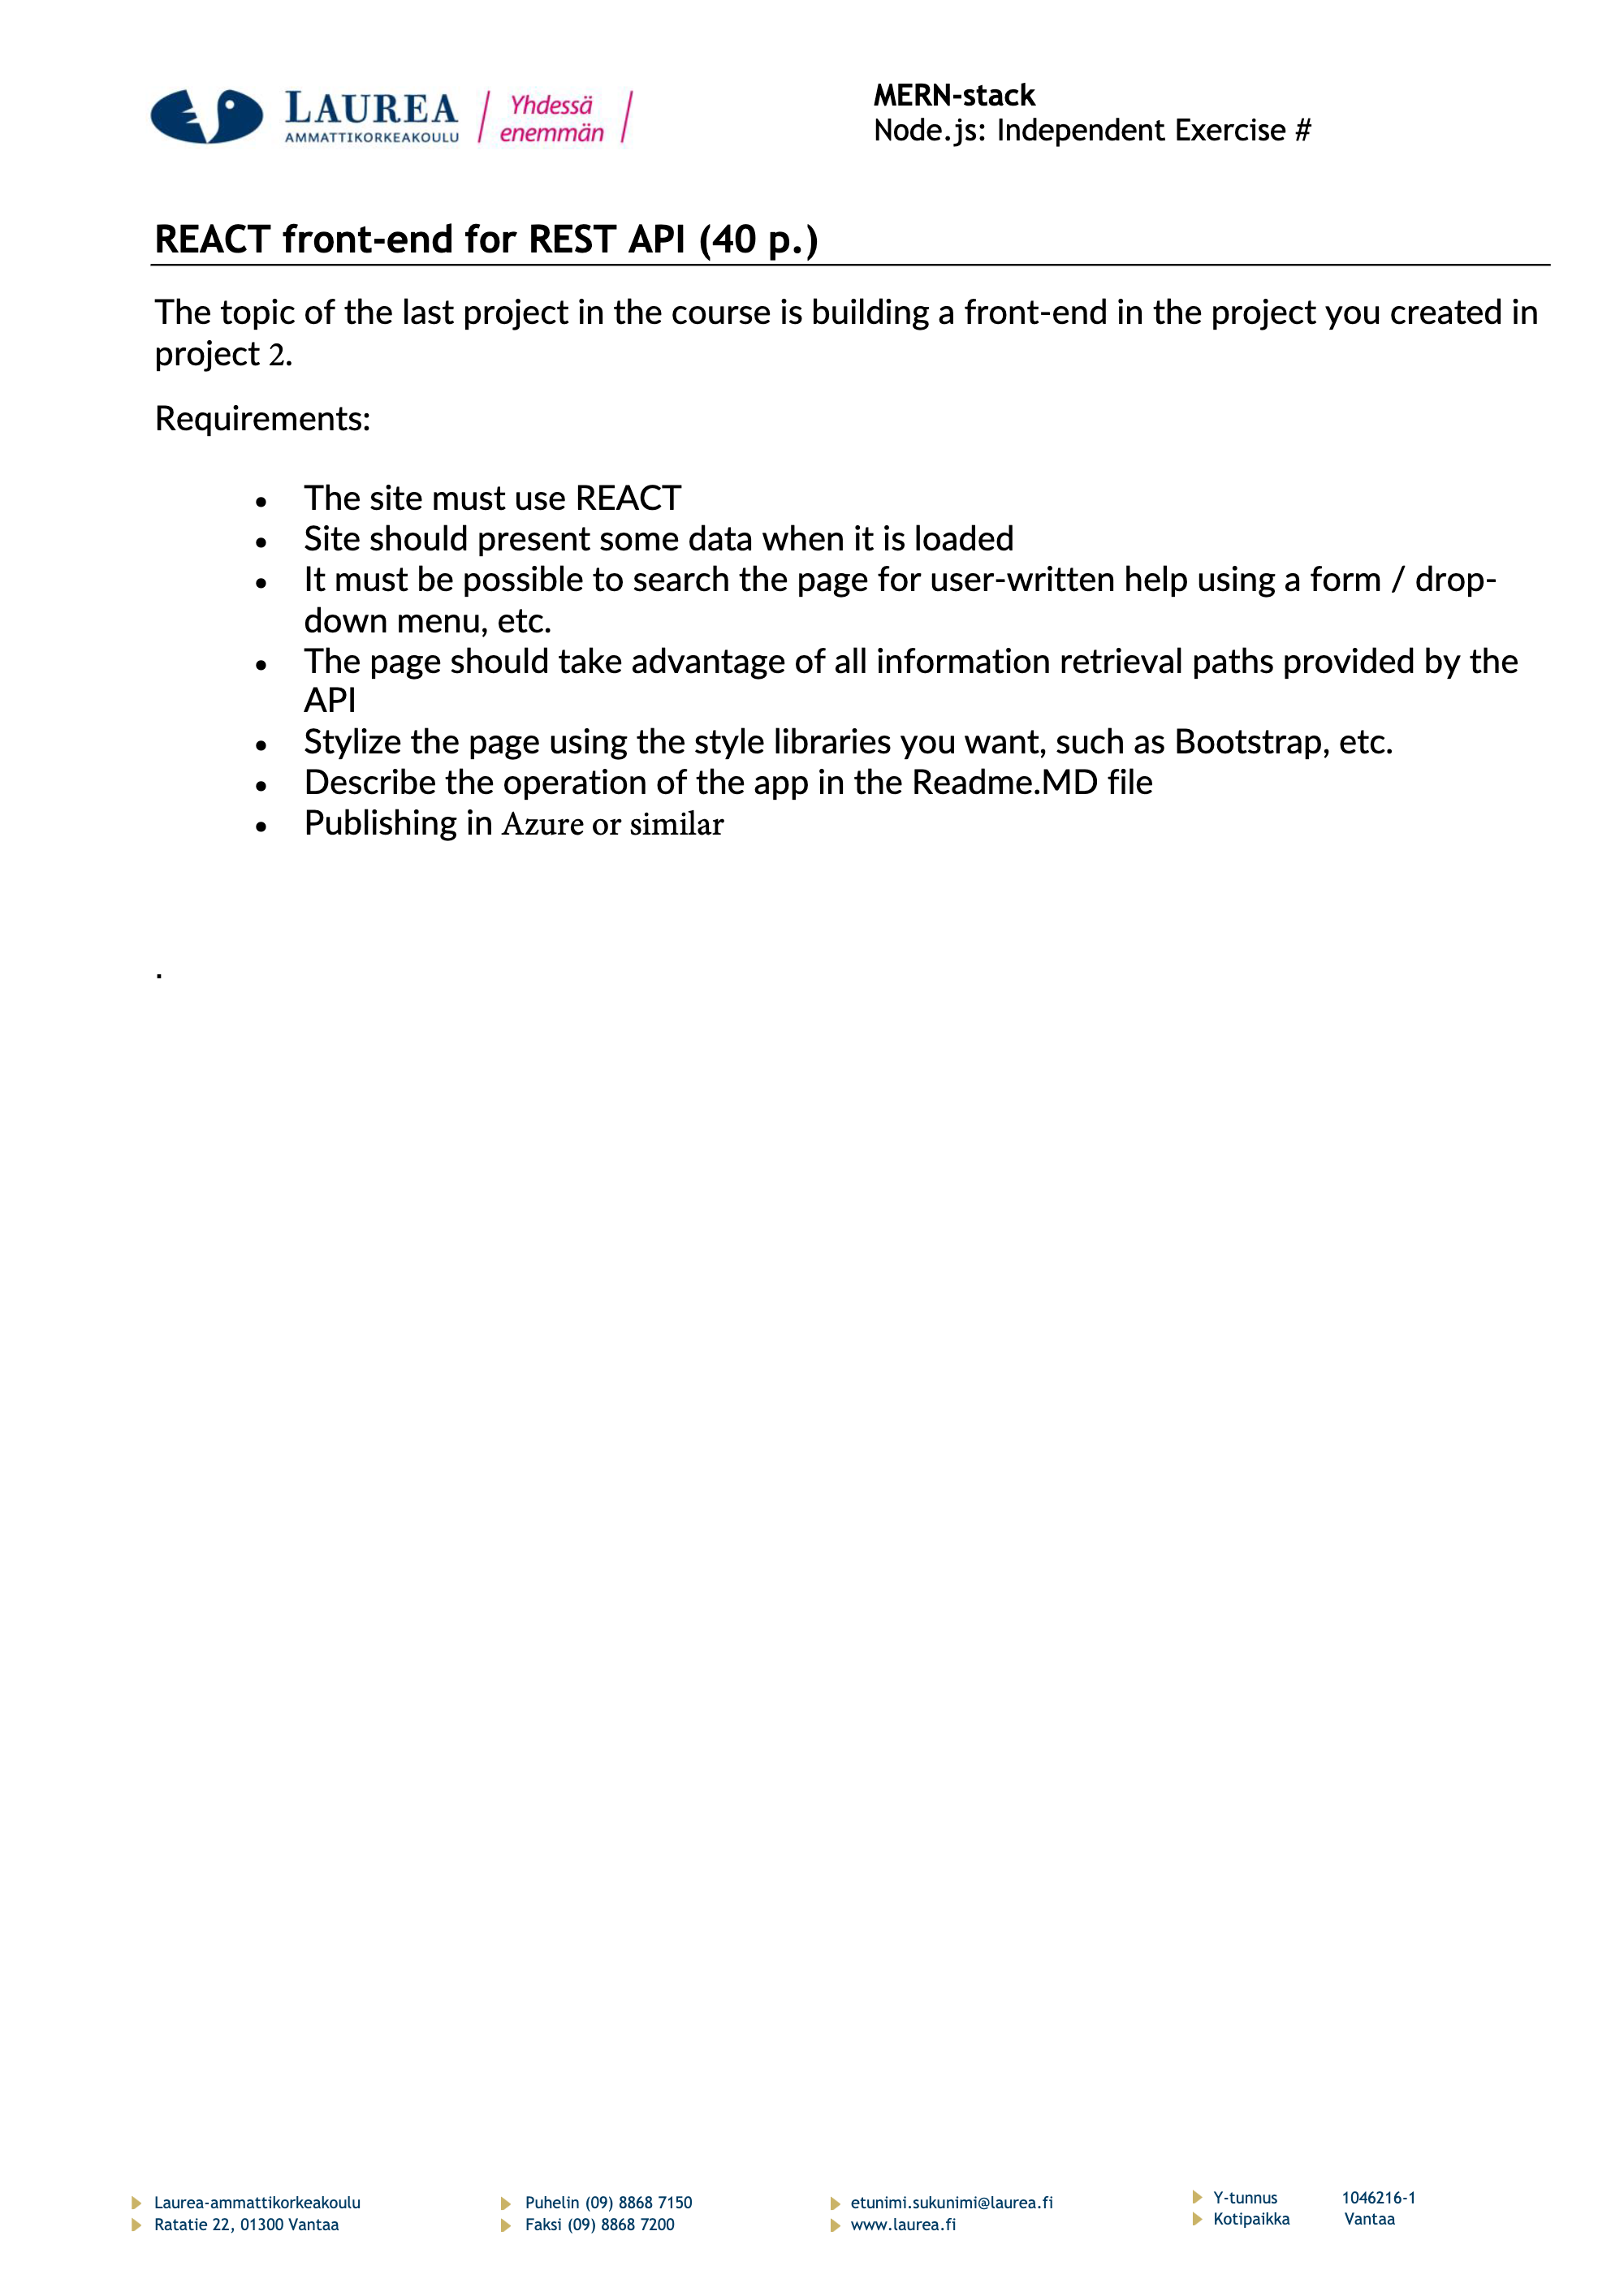 LAUREA
AMMATTIKORKEAKOULU
Yhdessä
enemmän
MERN-stack
Node.js: Independent Exercise #
REACT front-end for REST API (40 p.)
The topic of the last project in the course is building a front-end in the project you created in
project 2.
Requirements:
• The site must use REACT
• Site should present some data when it is loaded
• It must be possible to search the page for user-written help using a form / drop-
down menu, etc.
• The page should take advantage of all information retrieval paths provided by the
API
• Stylize the page using the style libraries you want, such as Bootstrap, etc.
• Describe the operation of the app in the Readme.MD file
• Publishing in Azure or similar
.
Laurea-ammattikorkeakoulu
Ratatie 22, 01300 Vantaa
Puhelin (09) 8868 7150
Faksi (09) 8868 7200
etunimi.sukunimi@laurea.fi
www.laurea.fi
Y-tunnus 1046216-1
Kotipaikka Vantaa